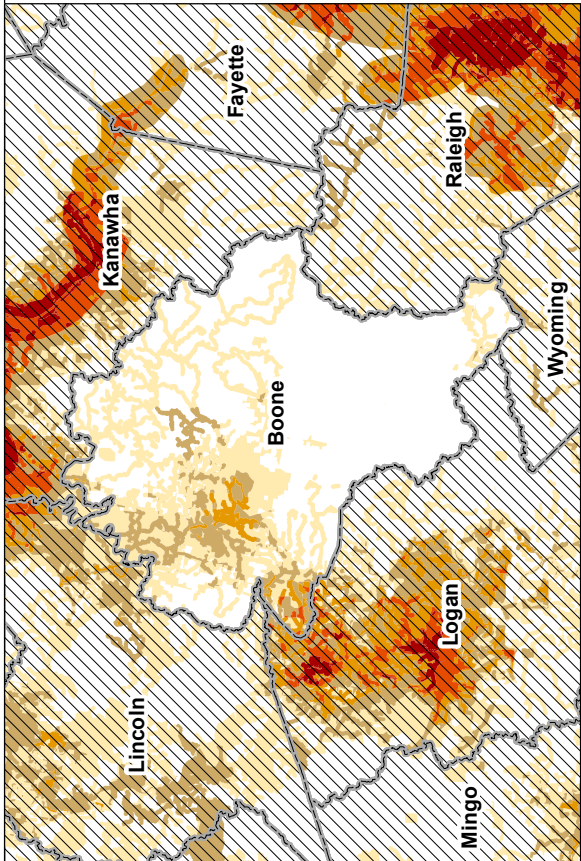 Fayette
Kanawha
Raleigh
Boone
Wyoming
Lincoln
Logan
Mingo